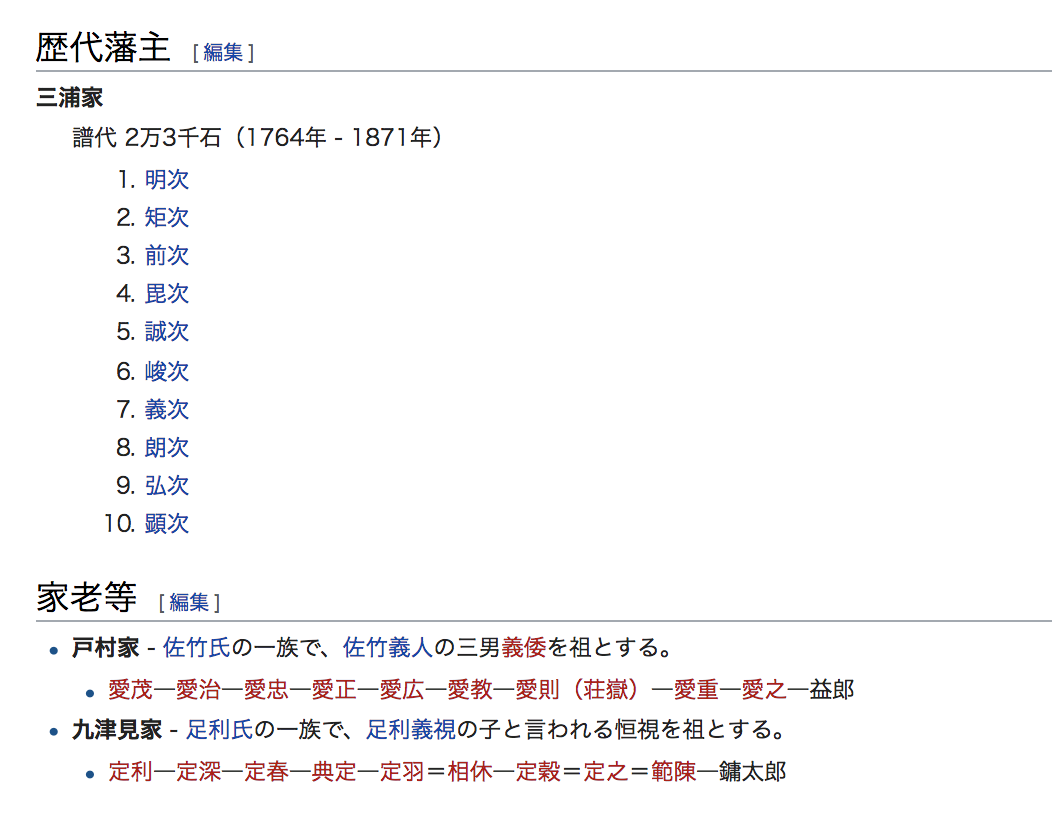 歴代藩主 [ 編集 ]
三浦家
譜代 2万3千石（1764年 - 1871年）
1. 明次
2. 矩次
3. 前次
4. 毘次
5. 誠次
6. 峻次
7. 義次
8. 朗次
9. 弘次
10. 顕次
家老等 [ 編集 ]
• 戸村家 - 佐竹氏の一族で、佐竹義人の三男義倭を祖とする。
• 愛茂―愛治―愛忠―愛正―愛広―愛教―愛則（荘嶽）―愛重―愛之―益郎
• 九津見家 - 足利氏の一族で、足利義視の子と言われる恒視を祖とする。
• 定利―定深―定春―典定―定羽＝相休―定穀＝定之＝範陳―鏞太郎